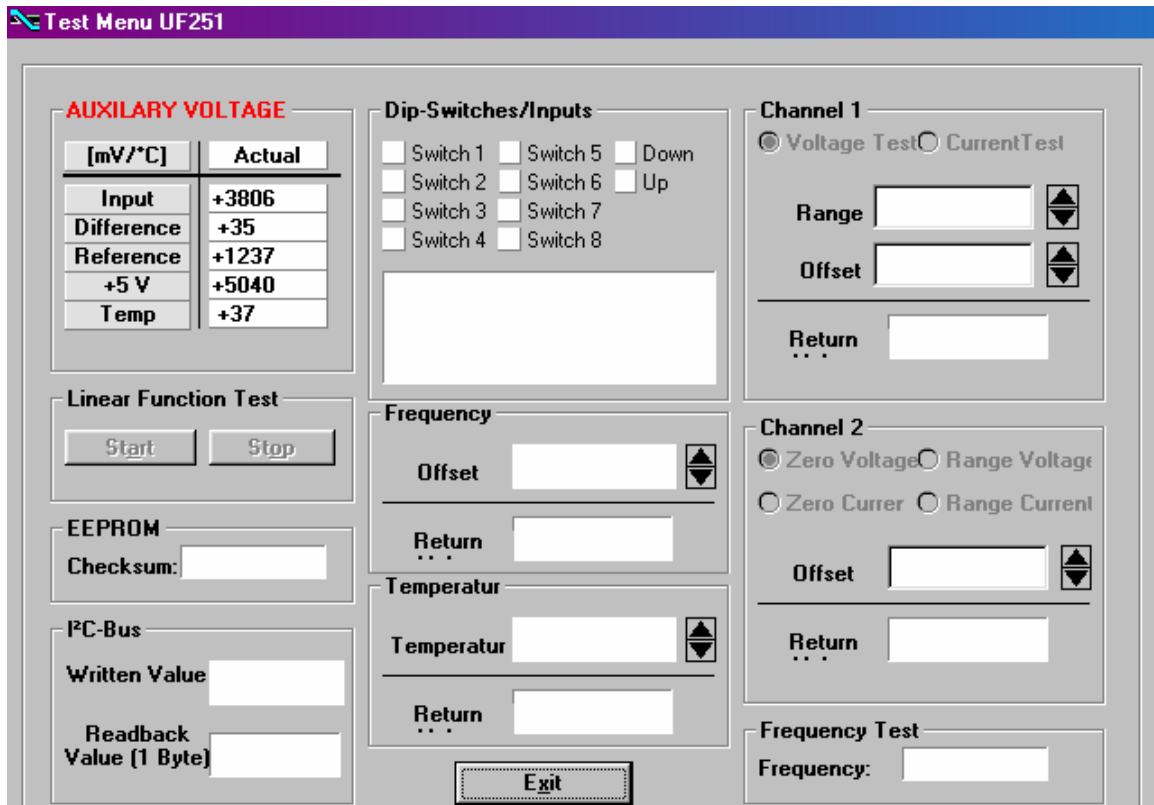 Test Menu UF251
AUXILARY VOLTAGE
[mV/°C] Actual
Input +3806
Difference +35
Reference +1237
+5 V +5040
Temp +37
Linear Function Test
Start Stop
EEPROM
Checksum:
I²C-Bus
Written Value
Readback
Value (1 Byte)
Dip-Switches/Inputs
Switch 1 Switch 5 Down
Switch 2 Switch 6 Up
Switch 3 Switch 7
Switch 4 Switch 8
Frequency
Offset
Return
Temperatur
Temperatur
Return
Exit
Channel 1
Voltage Test CurrentTest
Range
Offset
Return
Channel 2
Zero Voltage Range Voltage
Zero Currer Range Current
Offset
Return
Frequency Test
Frequency: